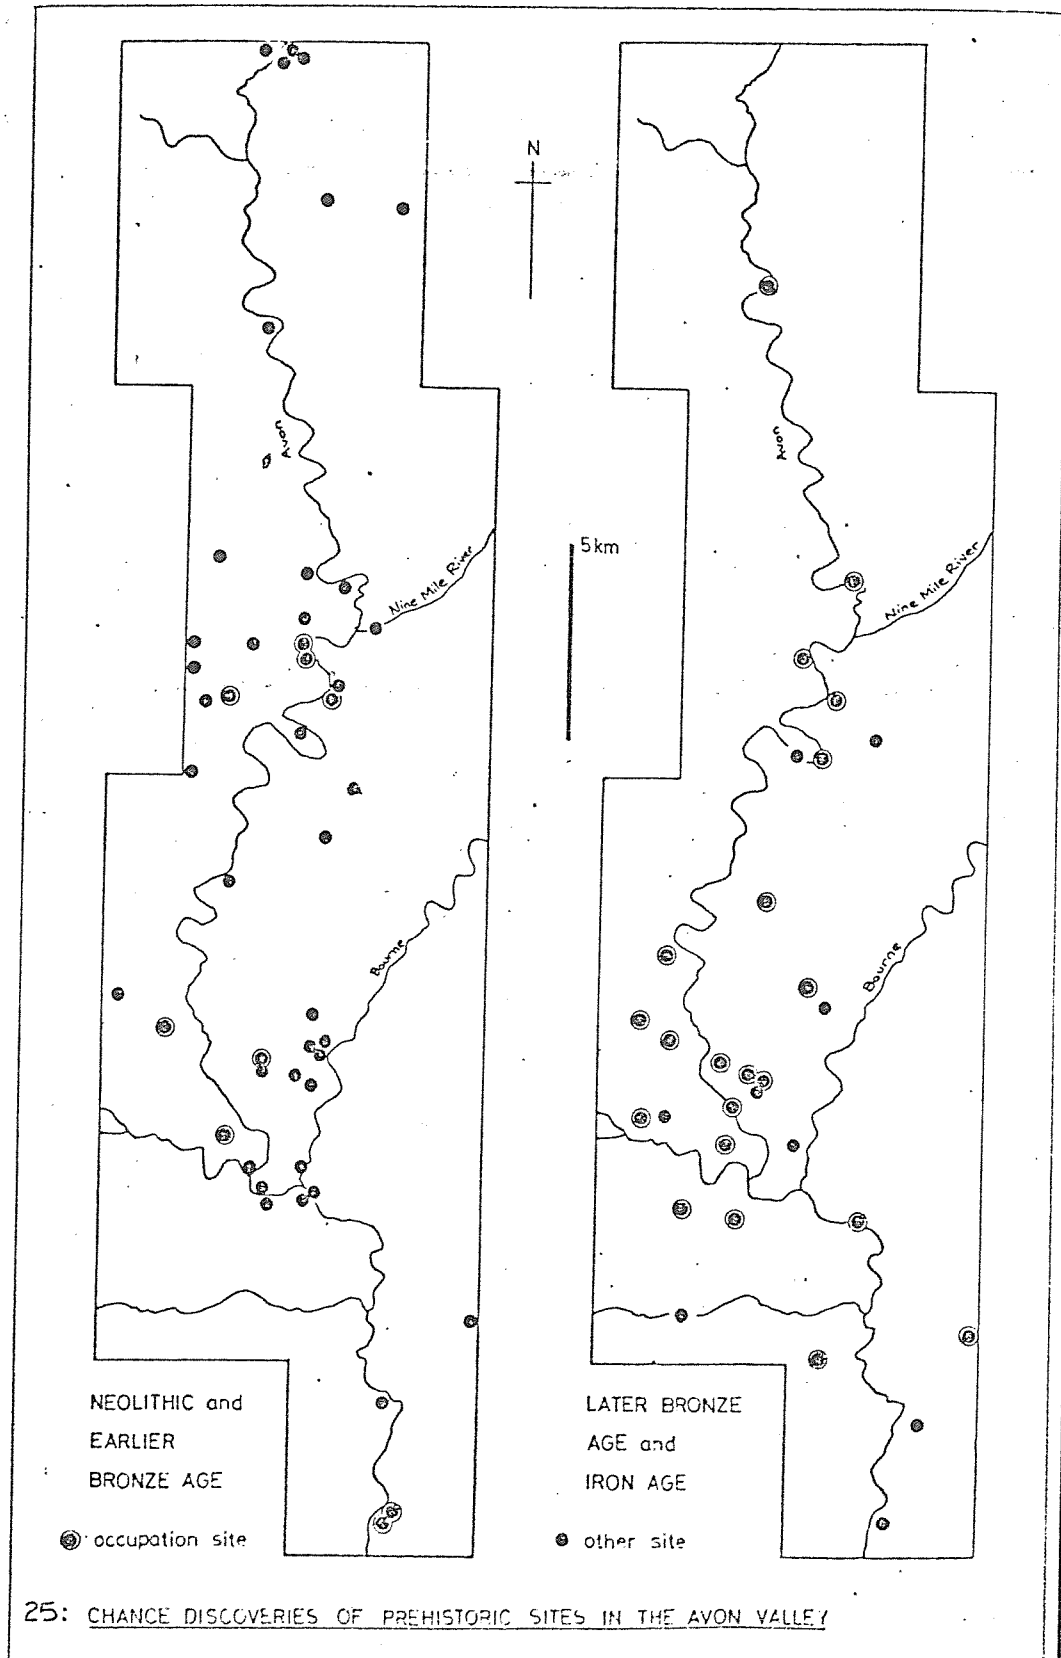 N
Avon
Nine Mile River
5km
Bourne
NEOLITHIC and
EARLIER
BRONZE AGE
occupation site
Avon
Nine Mile River
Bourne
LATER BRONZE
AGE and
IRON AGE
other site
25: CHANCE DISCOVERIES OF PREHISTORIC SITES IN THE AVON VALLEY